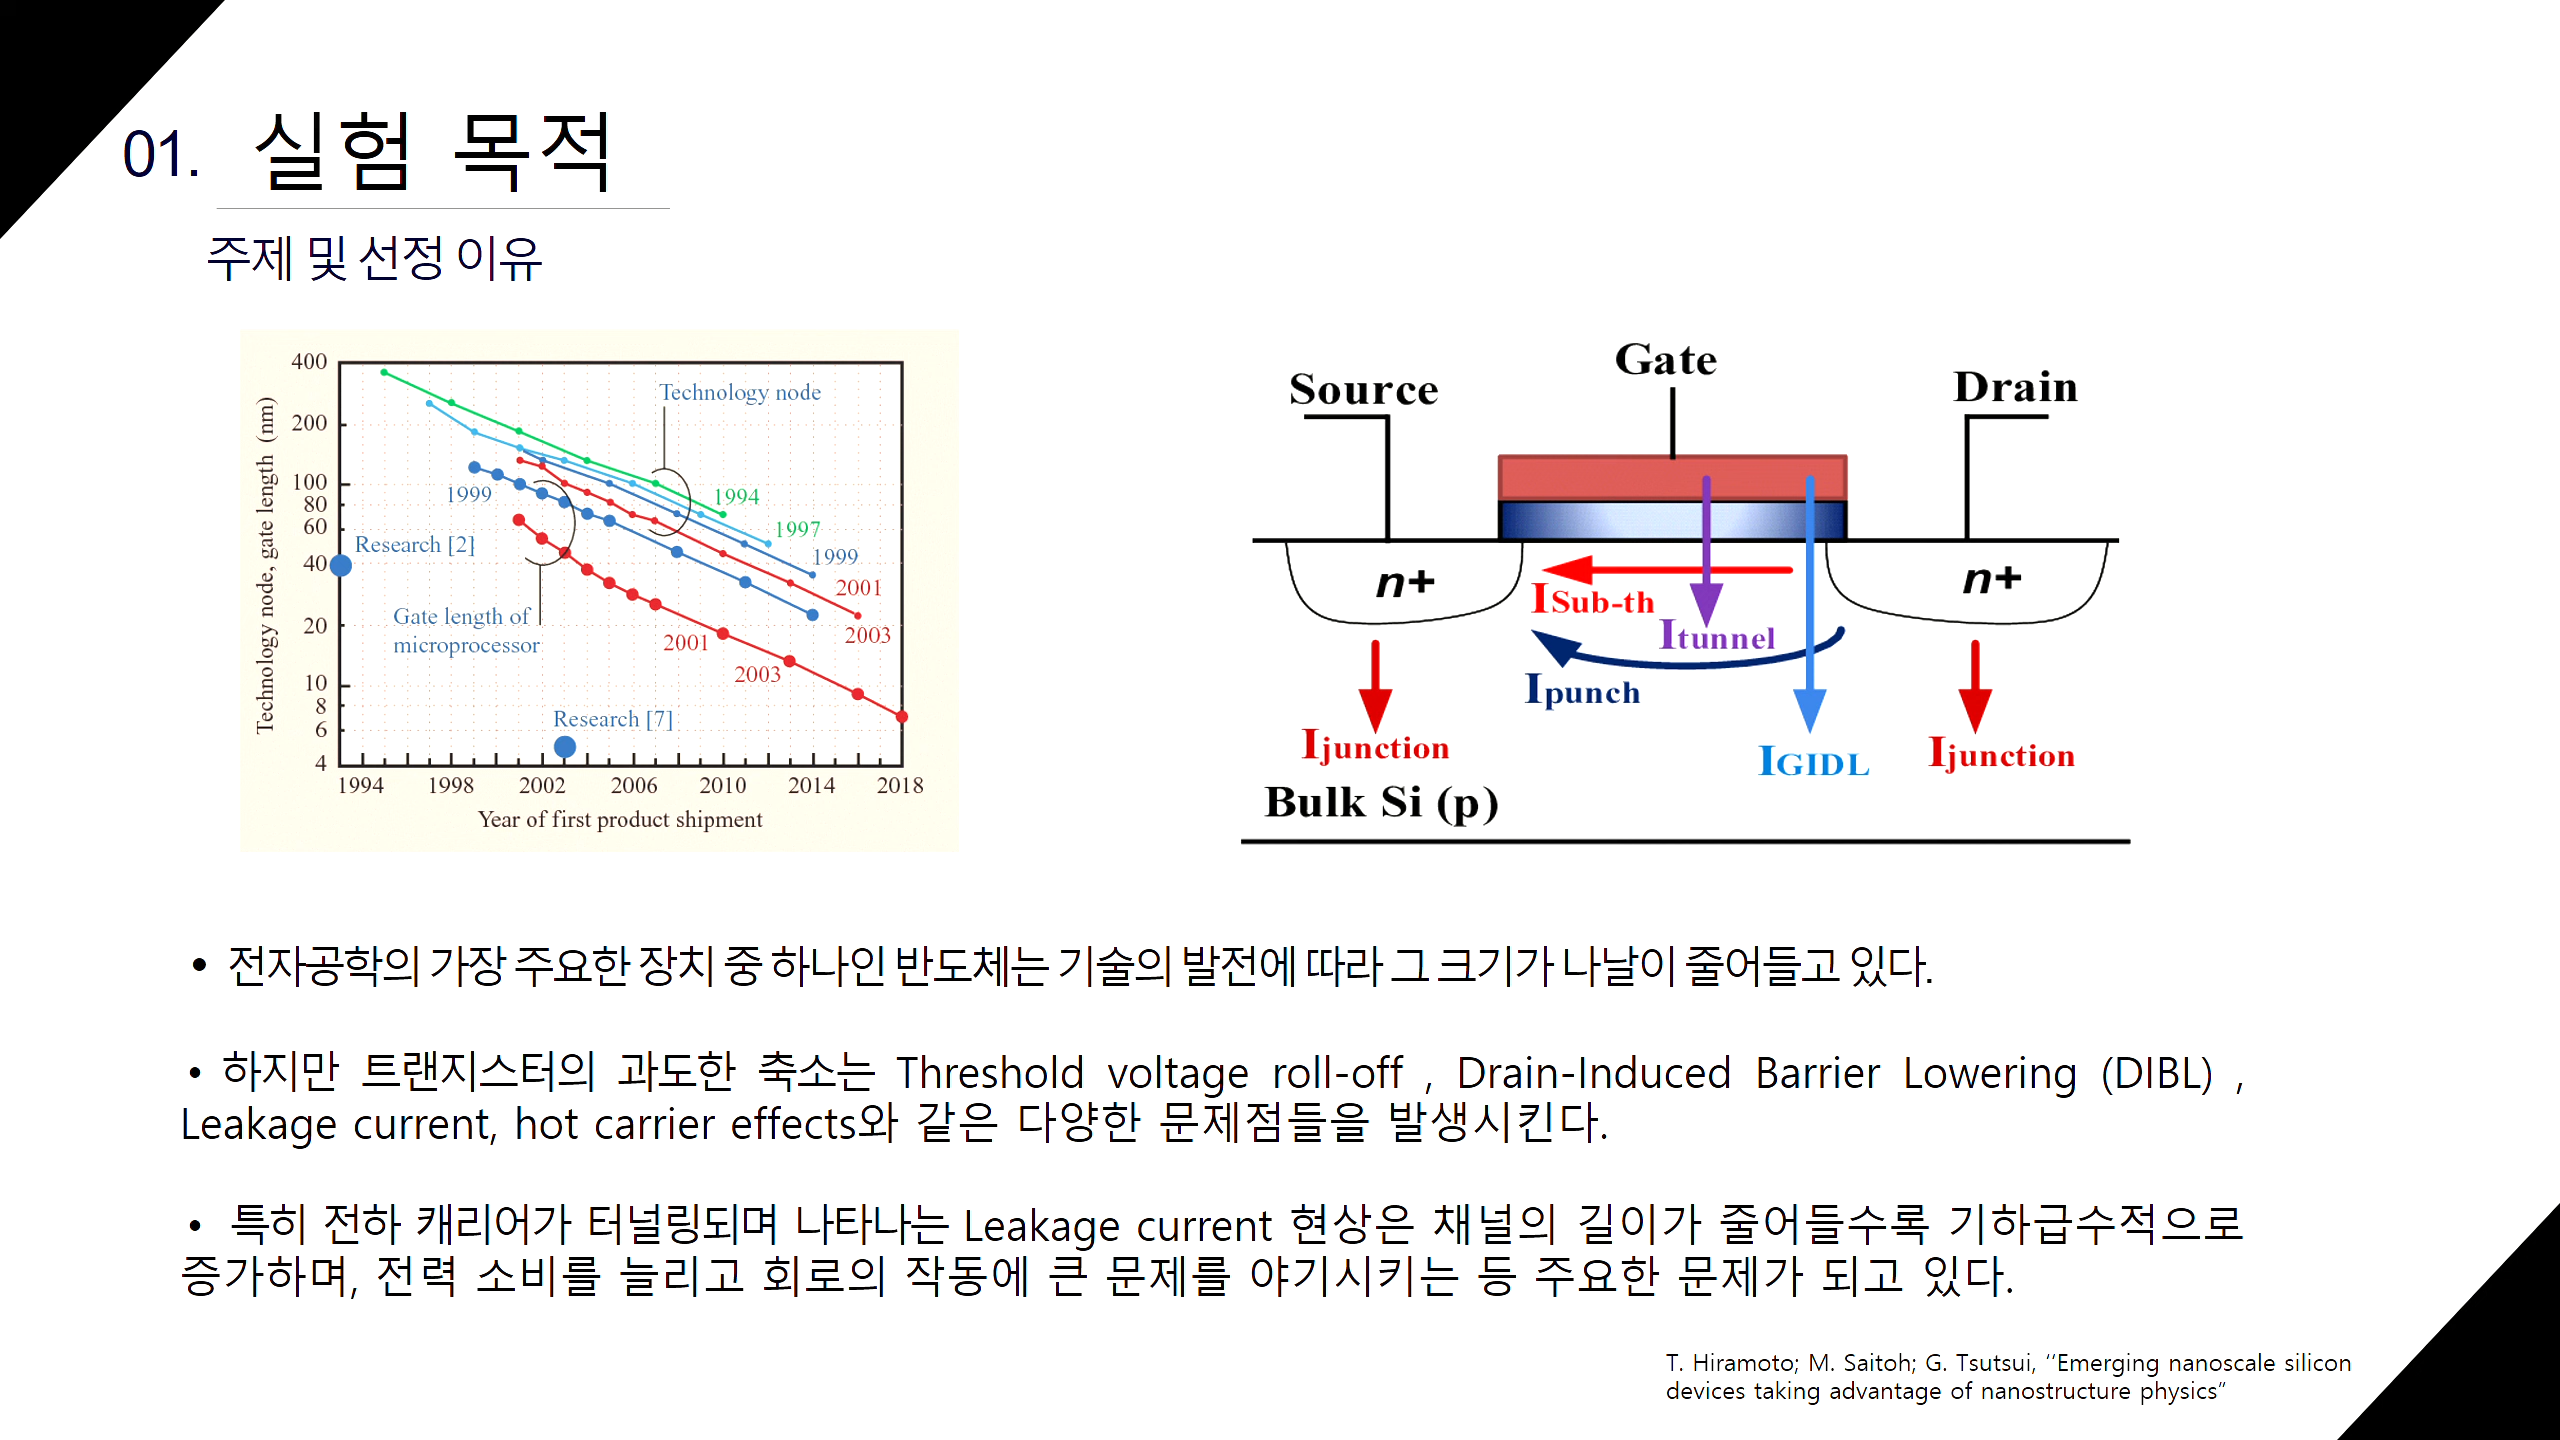 01. 실험 목적
주제 및 선정 이유
Technology node, gate length (nm)
400
200
100
80
60
40
20
10
8
6
4
1994 1998 2002 2006 2010 2014 2018
Year of first product shipment
Technology node
1994
1997
1999
2001
2003
1999
Research [2]
Gate length of
microprocessor
2001
2003
Research [7]
Gate
Source
Drain
n+
n+
ISub-th
Itunnel
Ipunch
Ijunction
IGIDL
Ijunction
Bulk Si (p)
• 전자공학의 가장 주요한 장치 중 하나인 반도체는 기술의 발전에 따라 그 크기가 나날이 줄어들고 있다.
• 하지만 트랜지스터의 과도한 축소는 Threshold voltage roll-off , Drain-Induced Barrier Lowering (DIBL) ,
Leakage current, hot carrier effects와 같은 다양한 문제점들을 발생시킨다.
• 특히 전하 캐리어가 터널링되며 나타나는 Leakage current 현상은 채널의 길이가 줄어들수록 기하급수적으로
증가하며, 전력 소비를 늘리고 회로의 작동에 큰 문제를 야기시키는 등 주요한 문제가 되고 있다.
T. Hiramoto; M. Saitoh; G. Tsutsui, ‘‘Emerging nanoscale silicon
devices taking advantage of nanostructure physics”